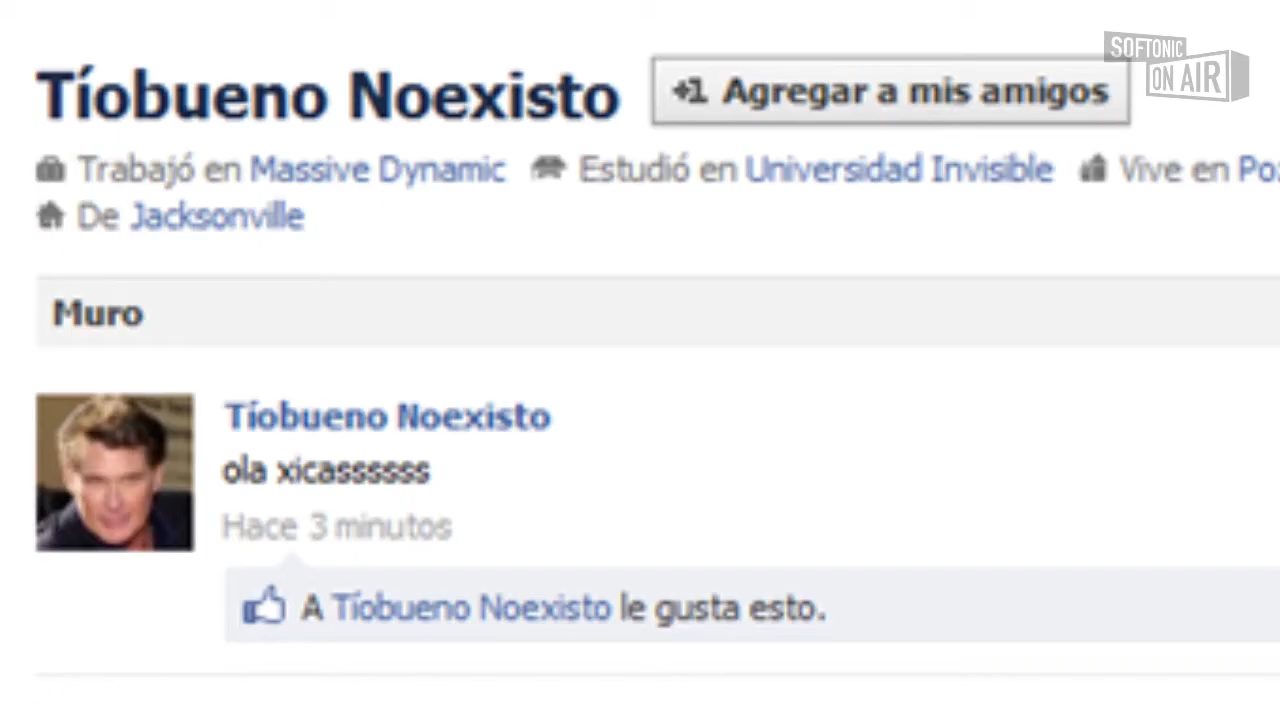 SOFTONIC
ON AIR
Tíobueno Noexisto +1 Agregar a mis amigos
Trabajó en Massive Dynamic Estudió en Universidad Invisible Vive en
De Jacksonville
Muro
Tíobueno Noexisto
ola xicassssss
Hace 3 minutos
A Tíobueno Noexisto le gusta esto.